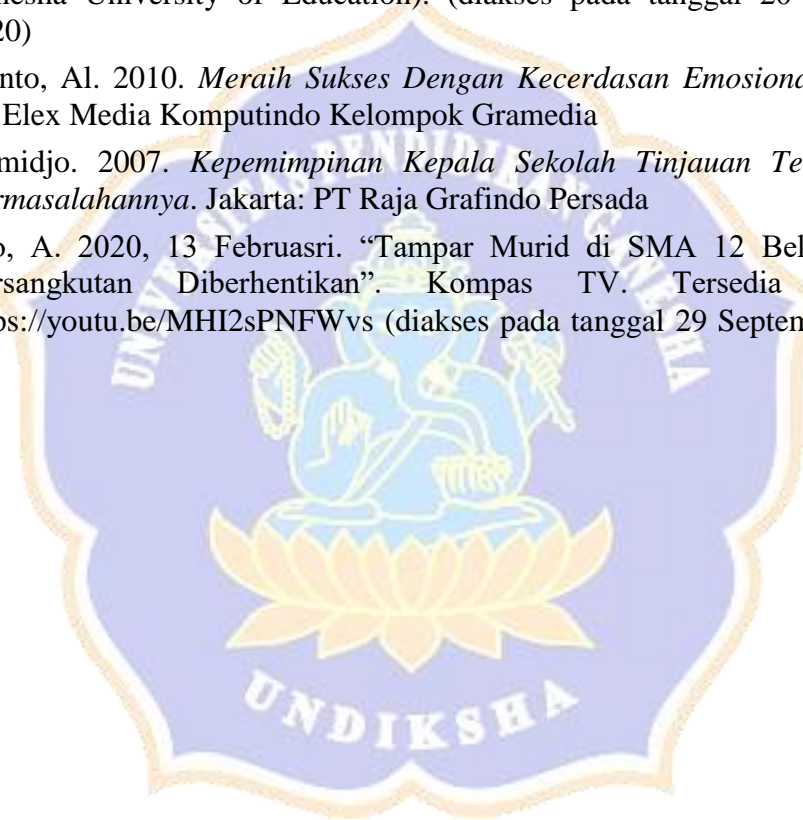 University of Education). (diakses pada tanggal 20
20)
nto, Al. 2010. Meraih Sukses Dengan Kecerdasan Emosiona
Elex Media Komputindo Kelompok Gramedia
midjo. 2007. Kepemimpinan Kepala Sekolah Tinjauan Te
rmasalahannya. Jakarta: PT Raja Grafindo Persada
o, A. 2020, 13 Februasri. “Tampar Murid di SMA 12 Bek
rsangkutan Diberhentikan”. Kompas TV. Tersedia
ps://youtu.be/MHI2sPNFWvs (diakses pada tanggal 29 Septem
UNIVERSITAS PENDIDIKAN GANESHA
UNDIKSHA